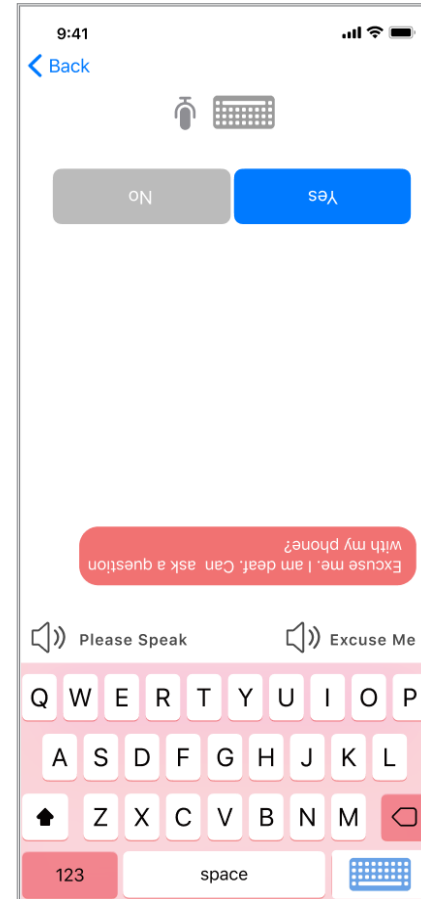 9:41
Back
No
Yes
Excuse me. I am deaf. Can ask a question
with my phone?
Please Speak
Excuse Me
Q W E R T Y U I O P
A S D F G H J K L
Z X C V B N M
123 space